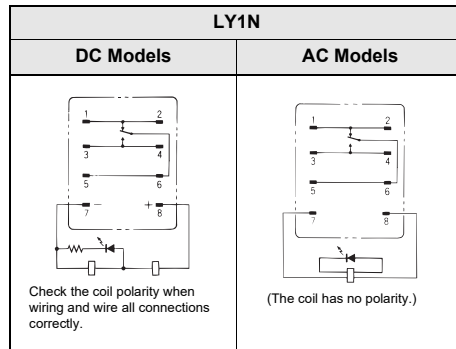 LY1N
DC Models
AC Models
1 2
3 4
5 6
− +
7 8
Check the coil polarity when
wiring and wire all connections
correctly.
1 2
3 4
5 6
7 8
(The coil has no polarity.)